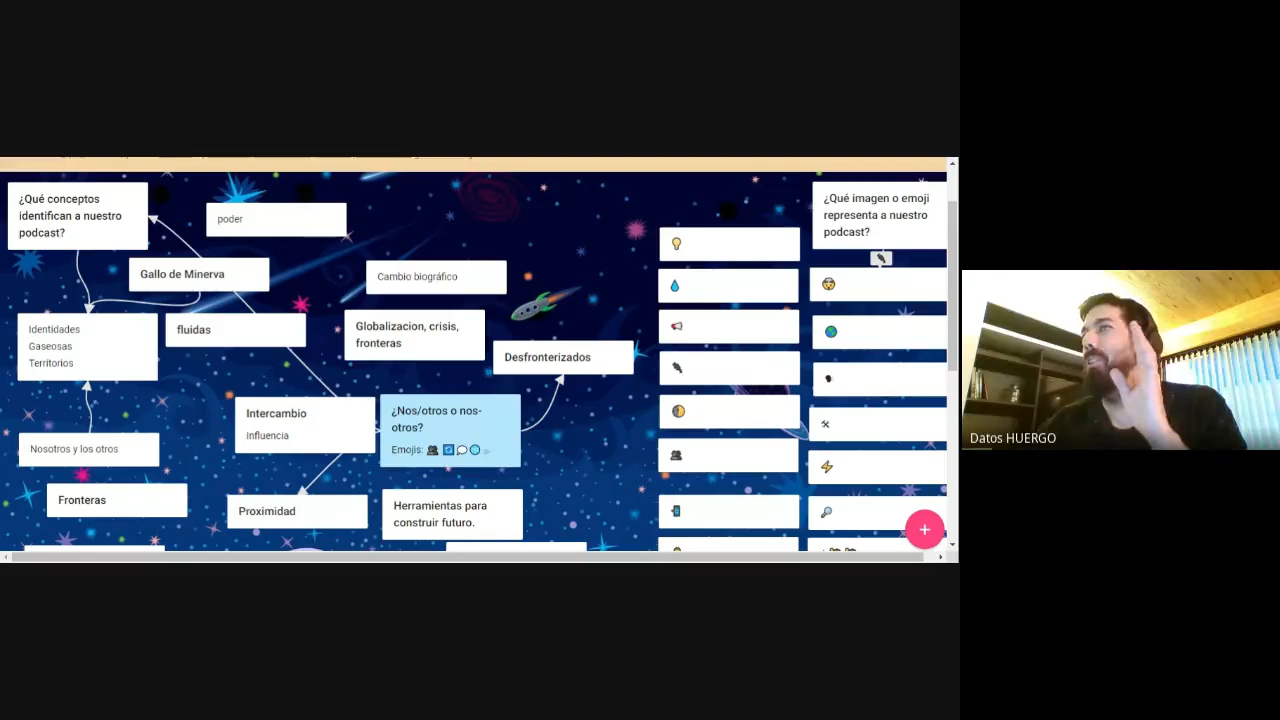 ¿Qué conceptos
identifican a nuestro
podcast?
poder
Gallo de Minerva
Cambio biográfico
Identidades
Gaseosas
Territorios
fluidas
Globalizacion, crisis,
fronteras
Desfronterizados
Intercambio
Influencia
¿Nos/otros o nos-
otros?
Emojis:
Nosotros y los otros
Fronteras
Proximidad
Herramientas para
construir futuro.
¿Qué imagen o emoji
representa a nuestro
podcast?
Datos HUERGO